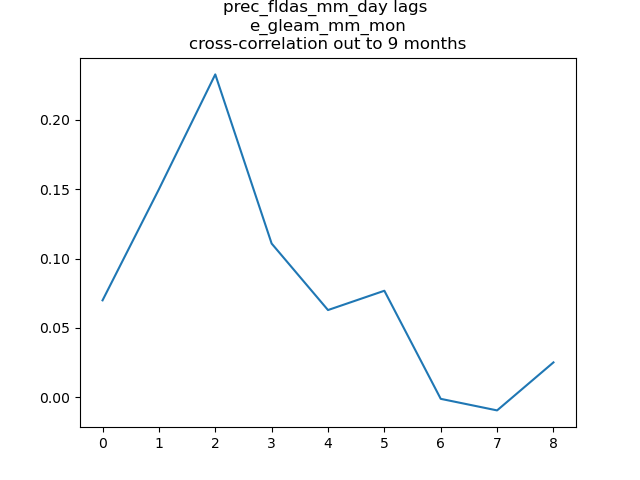 prec_fldas_mm_day lags
e_gleam_mm_mon
cross-correlation out to 9 months
0.20
0.15
0.10
0.05
0.00
0 1 2 3 4 5 6 7 8